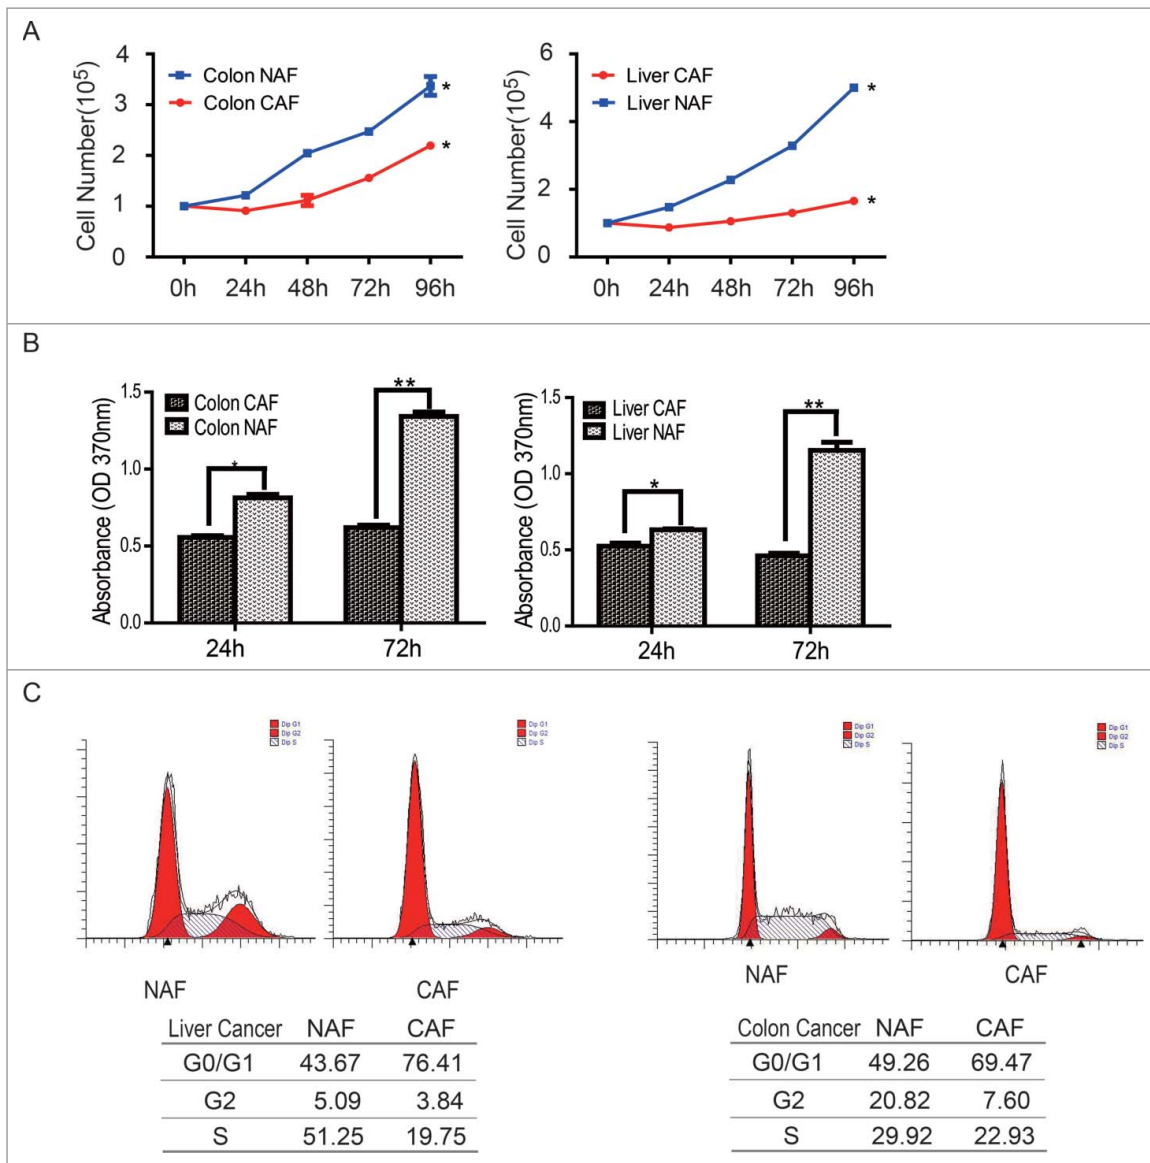 A
Cell Number(10⁵)
4
3
2
1
0
Colon NAF
Colon CAF
*
*
0h 24h 48h 72h 96h
Cell Number(10⁵)
6
4
2
0
Liver CAF
Liver NAF
*
*
0h 24h 48h 72h 96h
B
Absorbance (OD 370nm)
1.5
1.0
0.5
0.0
Colon CAF
Colon NAF
*
**
24h 72h
Absorbance (OD 370nm)
1.5
1.0
0.5
0.0
Liver CAF
Liver NAF
*
**
24h 72h
C
Dip G1
Dip G2
Dip S
Dip G1
Dip G2
Dip S
Dip G1
Dip G2
Dip S
Dip G1
Dip G2
Dip S
NAF CAF
NAF CAF
Liver Cancer NAF CAF
G0/G1 43.67 76.41
G2 5.09 3.84
S 51.25 19.75
Colon Cancer NAF CAF
G0/G1 49.26 69.47
G2 20.82 7.60
S 29.92 22.93